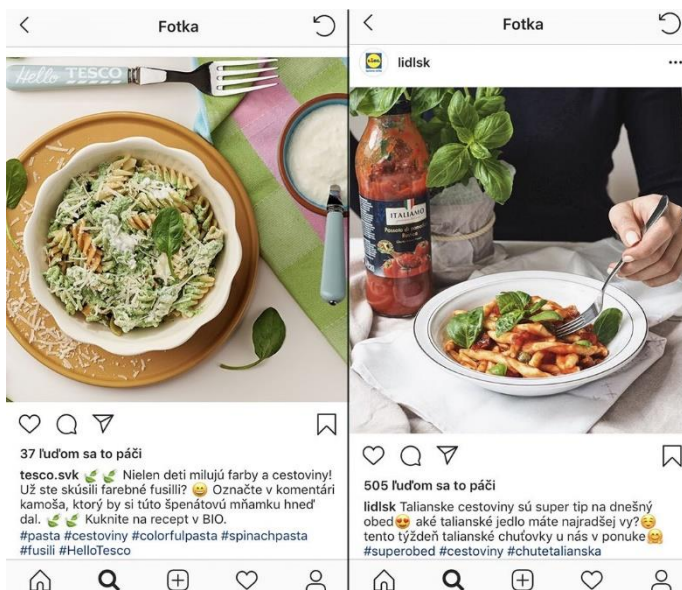 Fotka
Hello TESCO
37 ľuďom sa to páči
tesco.svk 🍃🍃 Nielen deti milujú farby a cestoviny!
Už ste skúsili farebné fusilli? 😀 Označte v komentári
kamoša, ktorý by si túto špenátovú mňamku hneď
dal. 🍃🍃 Kuknite na recept v BIO.
#pasta #cestoviny #colorfulpasta #spinachpasta
#fusili #HelloTesco
Fotka
lidlsk
ITALIAMO
505 ľuďom sa to páči
lidlsk Talianske cestoviny sú super tip na dnešný
obed😍 aké talianské jedlo máte najradšej vy?☺️
tento týždeň talianské chuťovky u nás v ponuke🤗
#superobed #cestoviny #chutetalianska